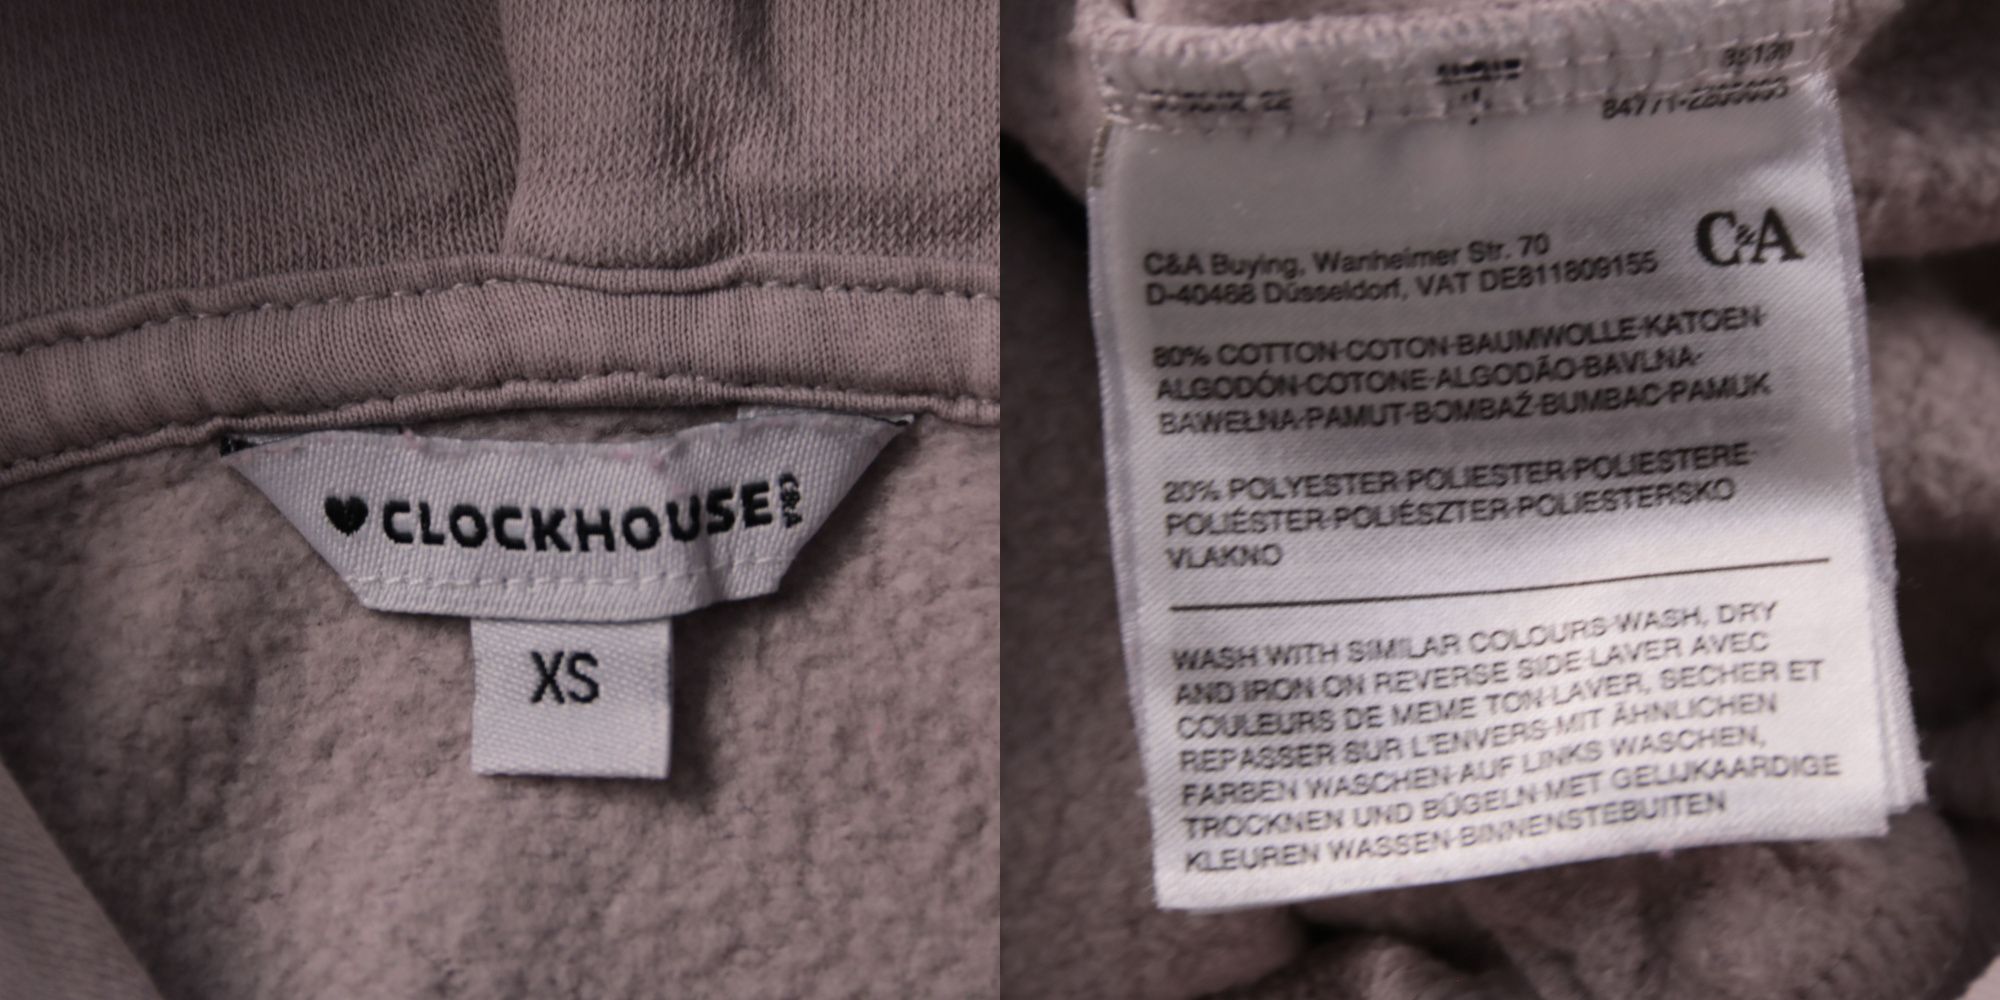 ♥ CLOCKHOUSE C&A
XS
35139
C&A
C&A Buying, Wanheimer Str. 70
D-40468 Düsseldorf, VAT DE811809155
80% COTTON·COTON·BAUMWOLLE·KATOEN·
ALGODÓN·COTONE·ALGODÃO·BAVLNA·
BAWEŁNA·PAMUT·BOMBAŽ·BUMBAC·PAMUK
20% POLYESTER·POLIESTER·POLIESTERE·
POLIÉSTER·POLIÉSZTER·POLIESTERSKO
VLAKNO
WASH WITH SIMILAR COLOURS·WASH, DRY
AND IRON ON REVERSE SIDE·LAVER AVEC
COULEURS DE MEME TON·LAVER, SECHER ET
REPASSER SUR L'ENVERS·MIT ÄHNLICHEN
FARBEN WASCHEN·AUF LINKS WASCHEN,
TROCKNEN UND BÜGELN·MET GELIJKAARDIGE
KLEUREN WASSEN·BINNENSTEBUITEN